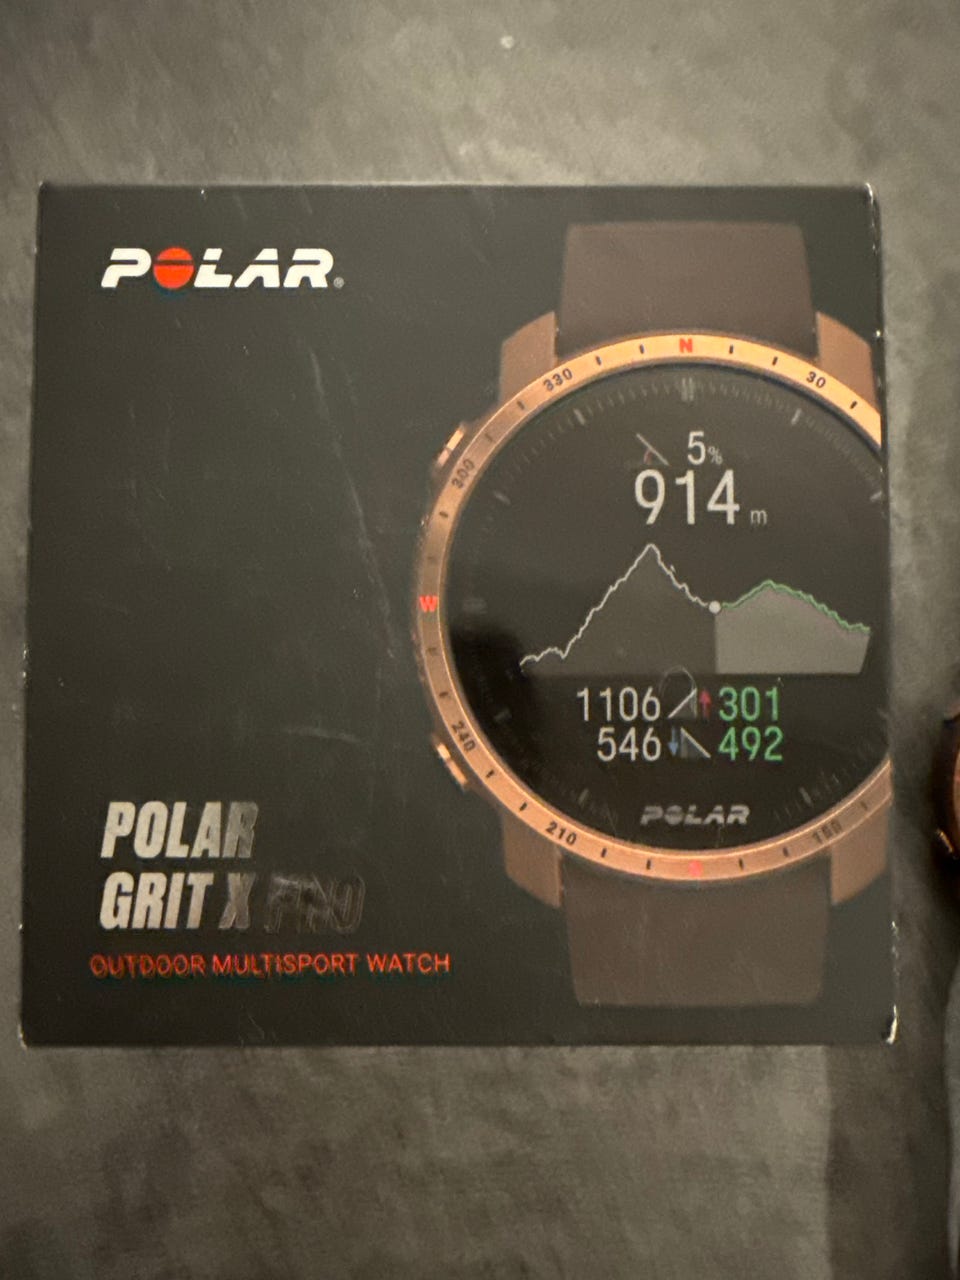 POLAR®
N
330
30
300
5%
914 m
W
1106 301
546 492
240
POLAR
210
150
S
POLAR
GRIT X PRO
OUTDOOR MULTISPORT WATCH